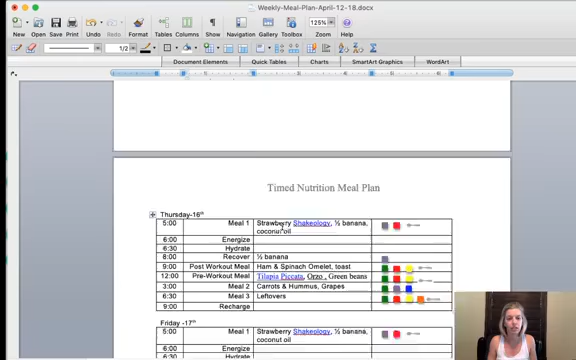 Weekly-Meal-Plan-April-12-18.docx
125%
New Open Save Print Undo Redo Format Tables Columns Show Navigation Gallery Toolbox Zoom Help
1/2
Document Elements Quick Tables Charts SmartArt Graphics WordArt
Timed Nutrition Meal Plan
Thursday-16th
5:00 Meal 1 Strawberry Shakeology, ½ banana,
coconut oil
6:00 Energize
6:30 Hydrate
8:00 Recover ½ banana
9:00 Post Workout Meal Ham & Spinach Omelet, toast
12:00 Pre-Workout Meal Tilapia Piccata, Orzo , Green beans
3:00 Meal 2 Carrots & Hummus, Grapes
6:30 Meal 3 Leftovers
9:00 Recharge
Friday -17th
5:00 Meal 1 Strawberry Shakeology, ½ banana,
coconut oil
6:00 Energize
6:30 Hydrate